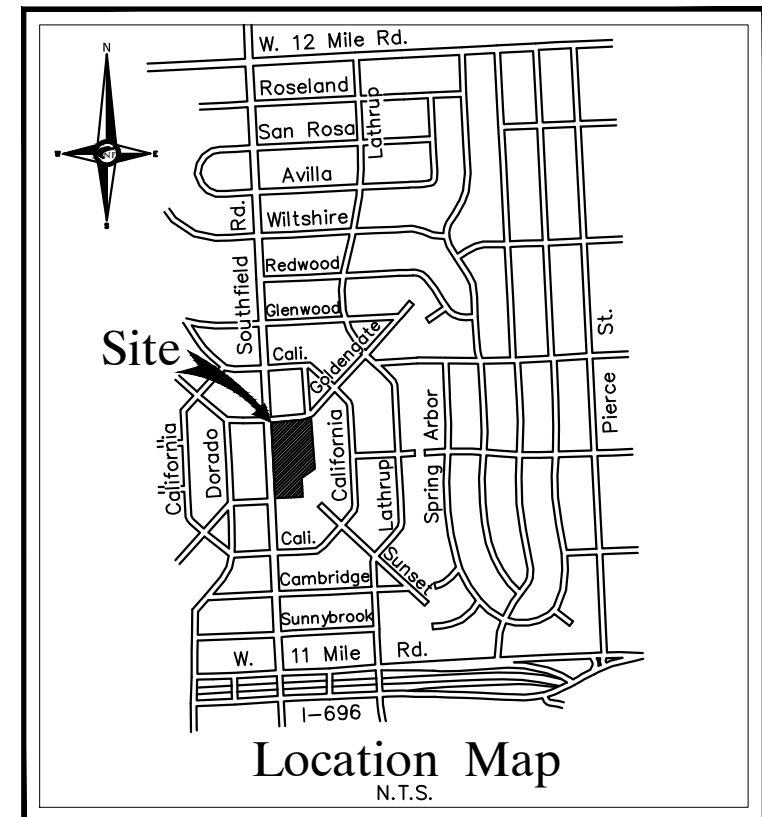 N
W. 12 Mile Rd.
Roseland
Lathrup
San Rosa
W
NF
E
Avilla
S
Rd.
Wiltshire
Southfield
Redwood
Glenwood
St.
Site
Cali.
Goldengate
Pierce
Spring Arbor
California
Dorado
California
Lathrup
Cali.
Sunset
Cambridge
Sunnybrook
W. 11 Mile Rd.
I-696
Location Map
N.T.S.